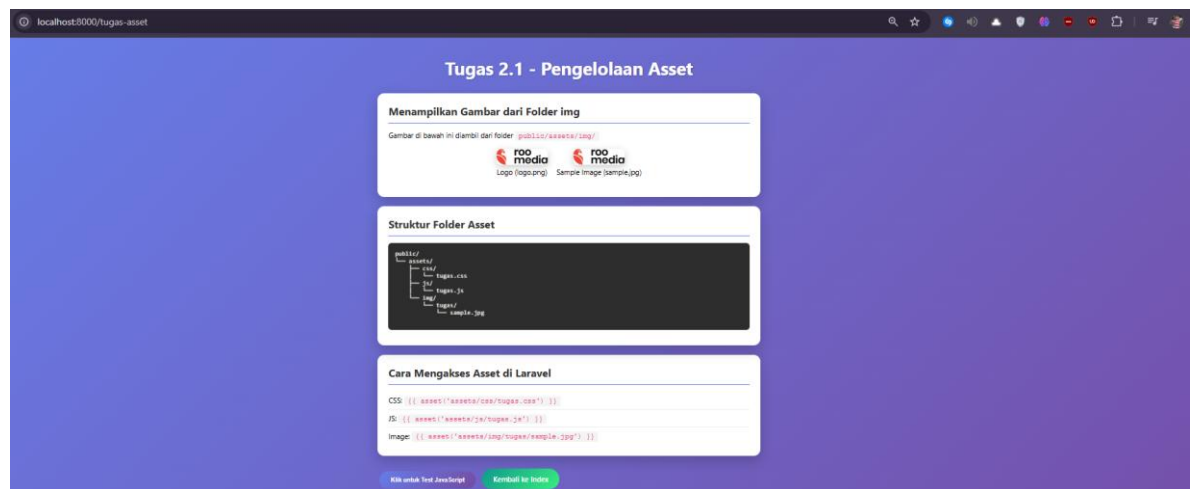 localhost:8000/tugas-asset
Tugas 2.1 - Pengelolaan Asset
Menampilkan Gambar dari Folder img
Gambar di bawah ini diambil dari folder public/assets/img/
roo media
roo media
Logo (logo.png) Sample Image (sample.jpg)
Struktur Folder Asset
public/
└─ assets/
├─ css/
│ └─ tugas.css
├─ js/
│ └─ tugas.js
└─ img/
└─ tugas/
└─ sample.jpg
Cara Mengakses Asset di Laravel
CSS: {{ asset('assets/css/tugas.css') }}
JS: {{ asset('assets/js/tugas.js') }}
Image: {{ asset('assets/img/tugas/sample.jpg') }}
Klik untuk Test JavaScript Kembali ke Index